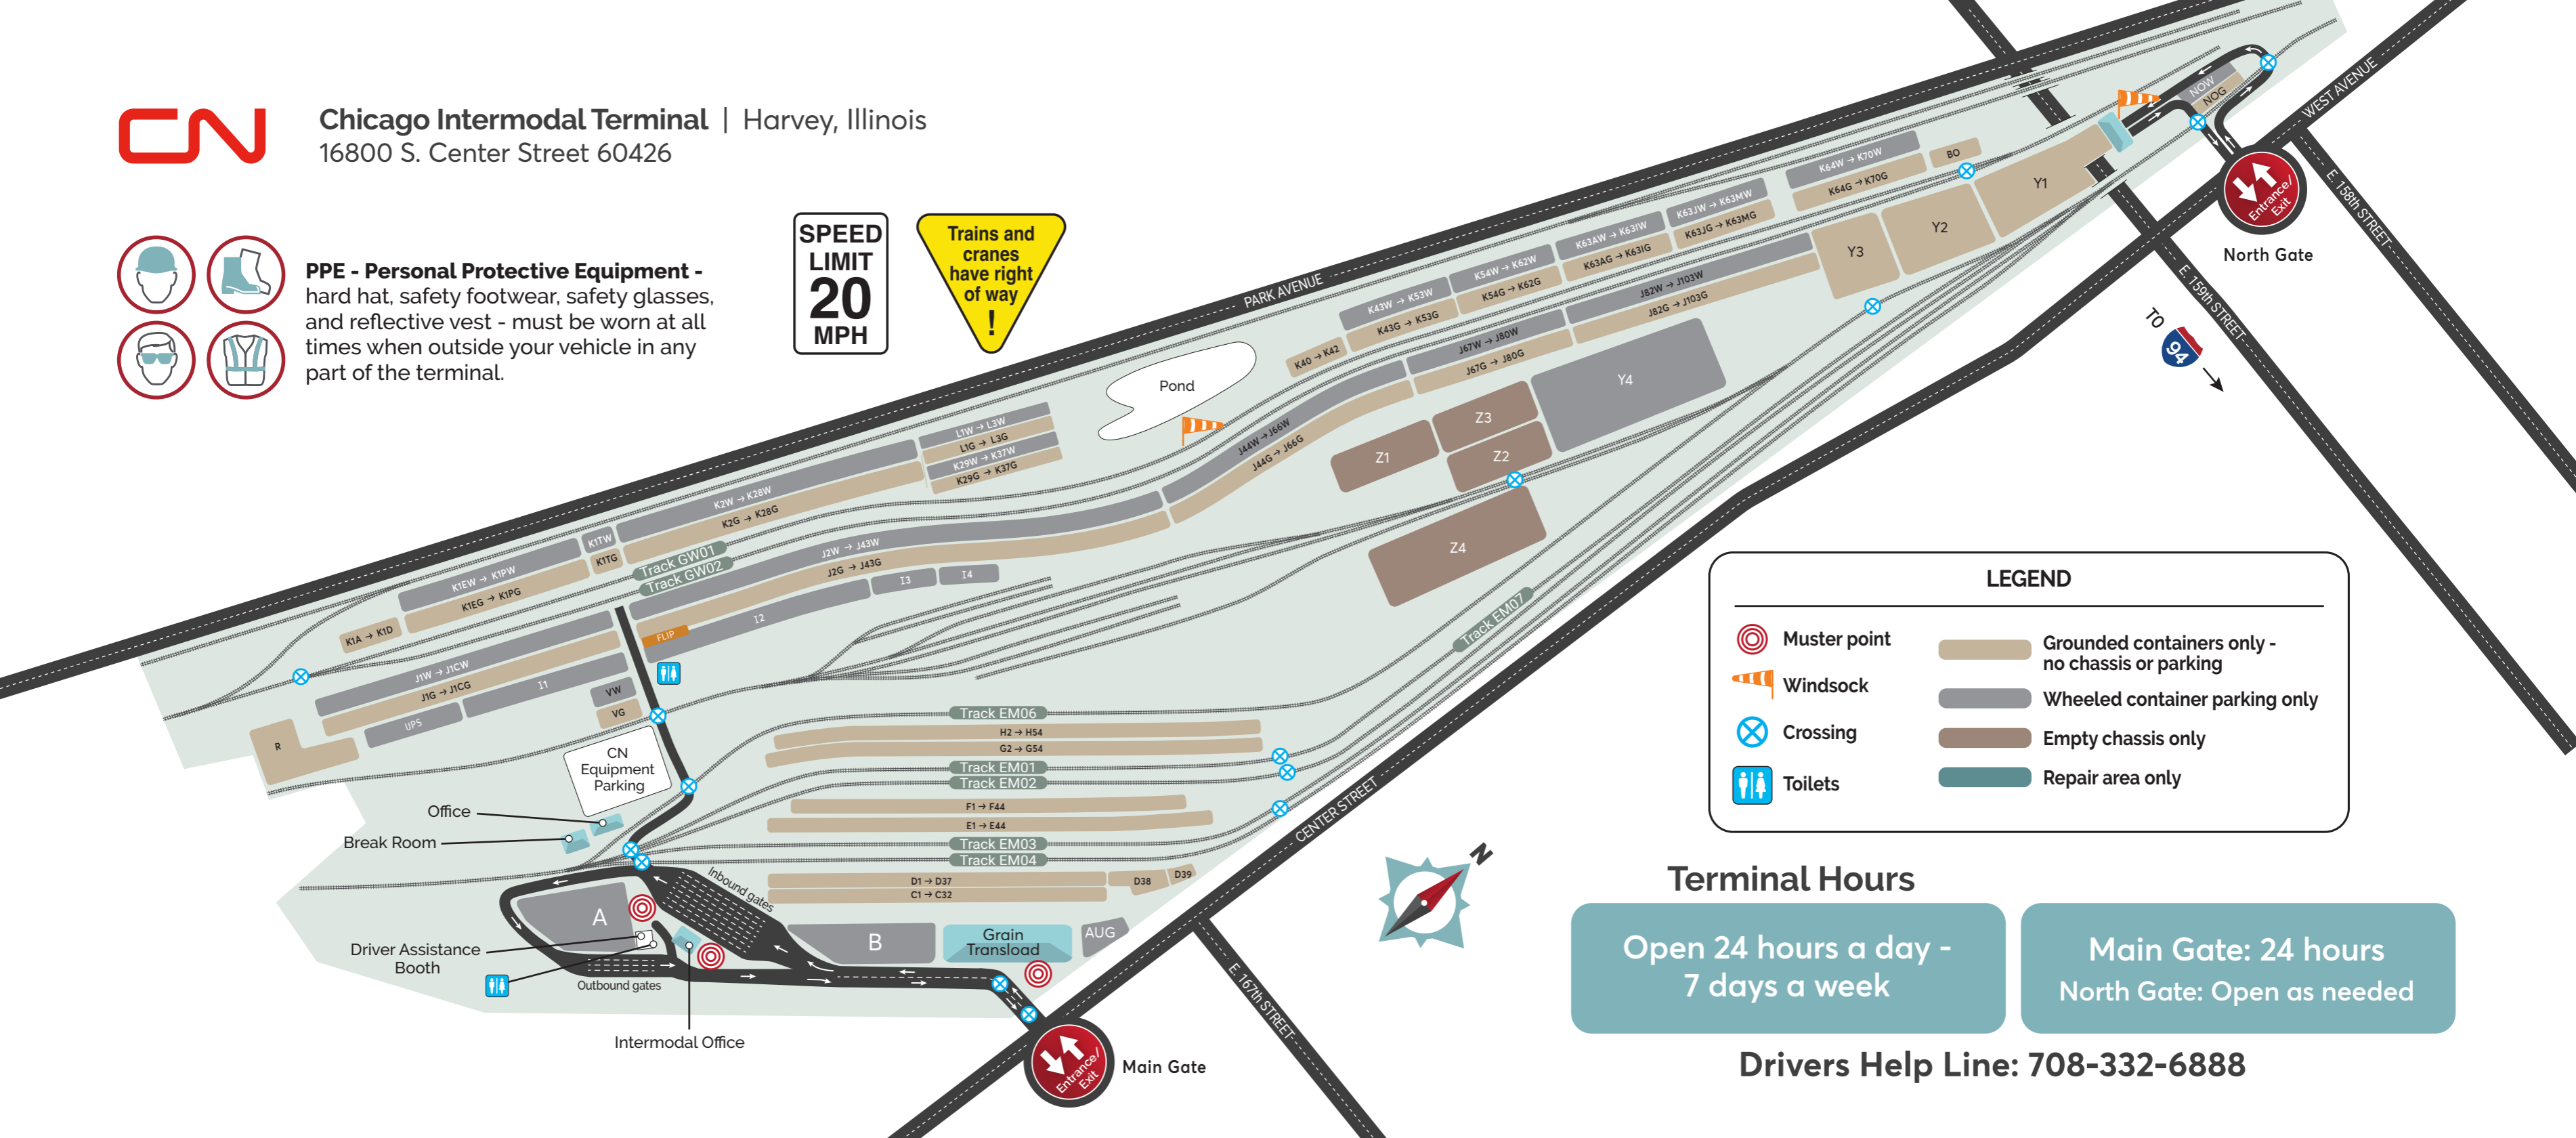 CN
Chicago Intermodal Terminal | Harvey, Illinois
16800 S. Center Street 60426
PPE - Personal Protective Equipment -
hard hat, safety footwear, safety glasses,
and reflective vest - must be worn at all
times when outside your vehicle in any
part of the terminal.
SPEED
LIMIT
20
MPH
Trains and
cranes
have right
of way
!
PARK AVENUE
WEST AVENUE
E. 158th STREET
E. 159th STREET
TO
94
NOW
NOG
Entrance/
Exit
North Gate
BO
Y1
Y2
Y3
Y4
K64W → K70W
K64G → K70G
K63JW → K63MW
K63JG → K63MG
K63AW → K63IW
K63AG → K63IG
K54W → K62W
K54G → K62G
K43W → K53W
K43G → K53G
K40 → K42
J82W → J103W
J82G → J103G
J67W → J80W
J67G → J80G
J44W → J66W
J44G → J66G
Pond
Z1
Z2
Z3
Z4
L1W → L3W
L1G → L3G
K29W → K37W
K29G → K37G
K2W → K28W
K2G → K28G
K1TW
K1TG
K1EW → K1PW
K1EG → K1PG
K1A → K1D
Track GW01
Track GW02
J2W → J43W
J2G → J43G
I3
I4
I2
FLIP
J1W → J1CW
J1G → J1CG
I1
UPS
R
VW
VG
CN
Equipment
Parking
Office
Break Room
Track EM07
Track EM06
H2 → H54
G2 → G54
Track EM01
Track EM02
F1 → F44
E1 → E44
Track EM03
Track EM04
D1 → D37
C1 → C32
D38
D39
Inbound gates
A
B
Grain
Transload
AUG
Driver Assistance
Booth
Outbound gates
Intermodal Office
CENTER STREET
E. 167th STREET
Entrance/
Exit
Main Gate
N
LEGEND
Muster point
Windsock
Crossing
Toilets
Grounded containers only -
no chassis or parking
Wheeled container parking only
Empty chassis only
Repair area only
Terminal Hours
Open 24 hours a day -
7 days a week
Main Gate: 24 hours
North Gate: Open as needed
Drivers Help Line: 708-332-6888